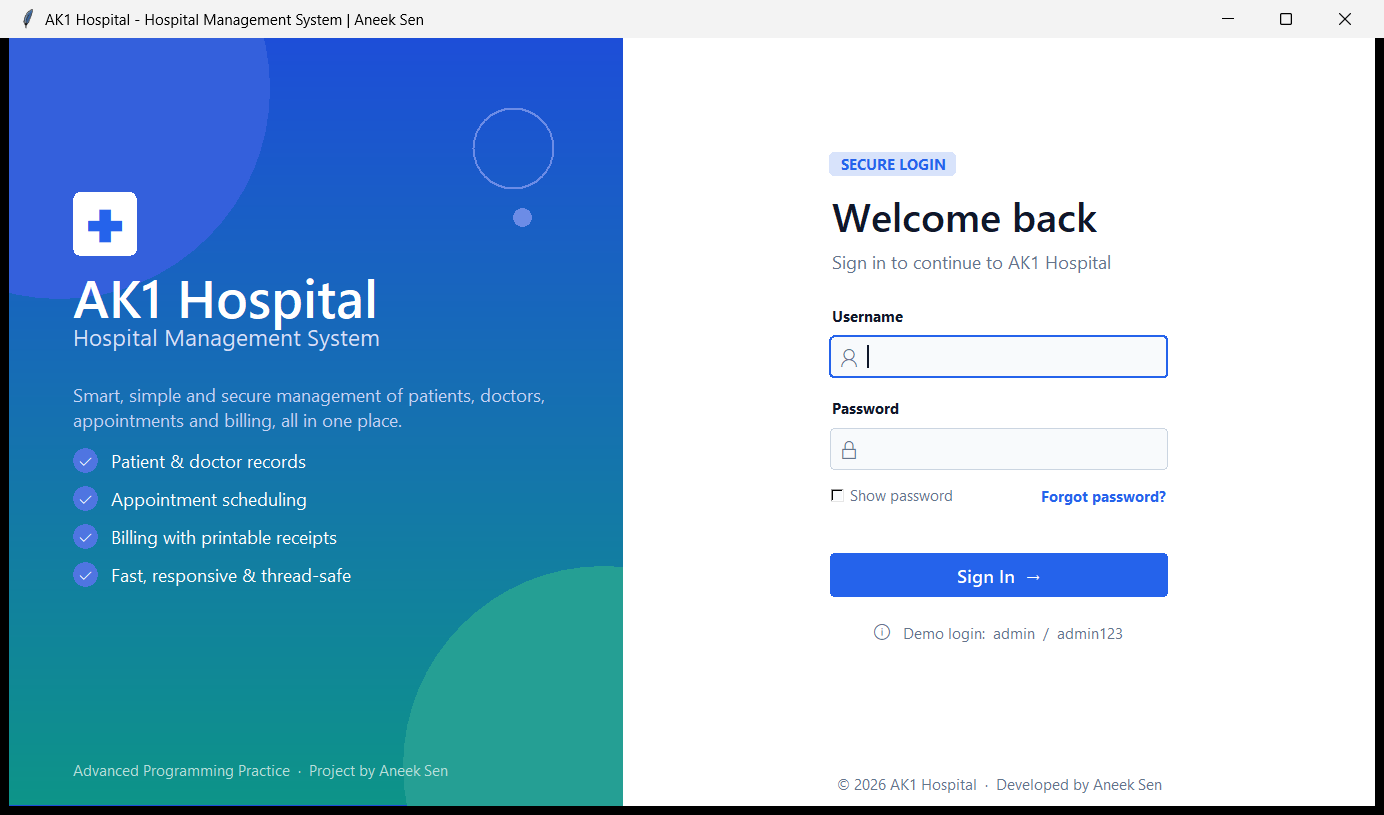 AK1 Hospital - Hospital Management System | Aneek Sen
AK1 Hospital
Hospital Management System
Smart, simple and secure management of patients, doctors,
appointments and billing, all in one place.
Patient & doctor records
Appointment scheduling
Billing with printable receipts
Fast, responsive & thread-safe
Advanced Programming Practice · Project by Aneek Sen
SECURE LOGIN
Welcome back
Sign in to continue to AK1 Hospital
Username
Password
Show password Forgot password?
Sign In →
Demo login: admin / admin123
© 2026 AK1 Hospital · Developed by Aneek Sen